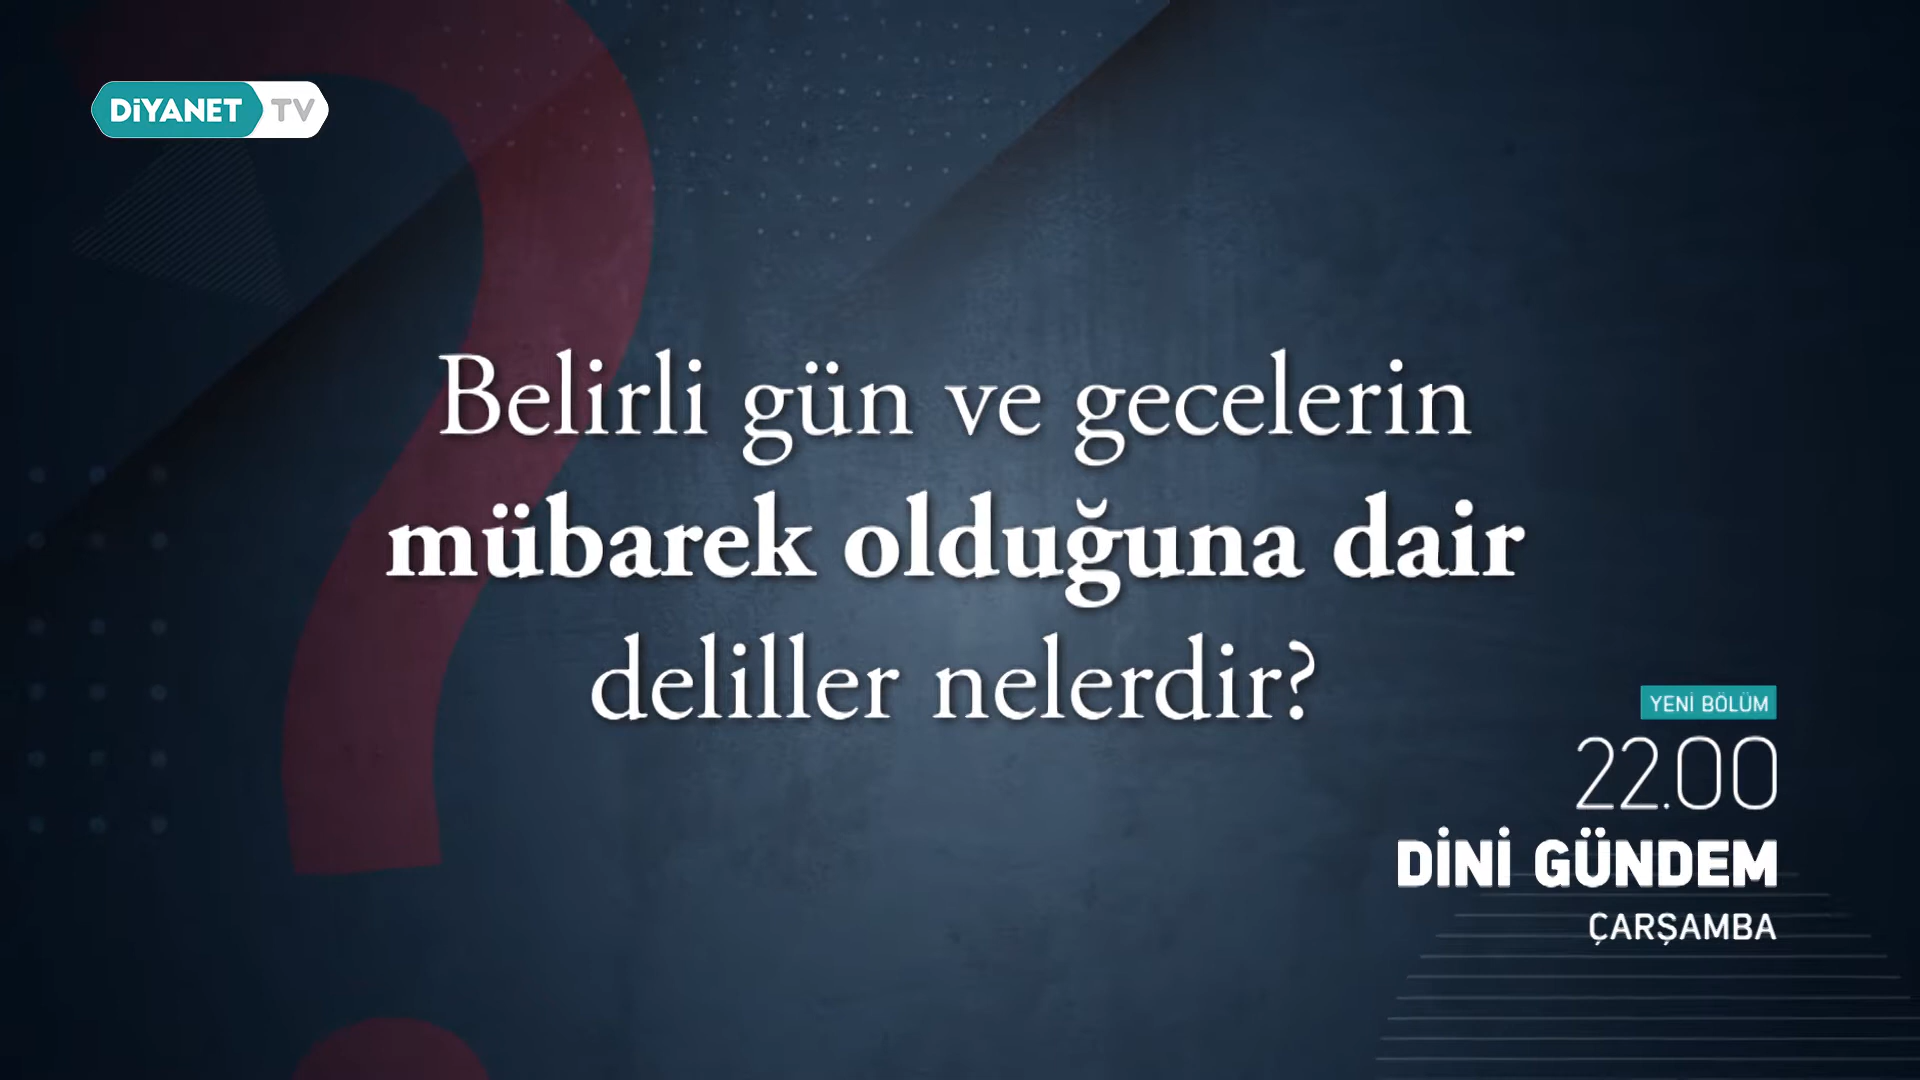 DİYANET TV
Belirli gün ve gecelerin
mübarek olduğuna dair
deliller nelerdir?
YENİ BÖLÜM
22.00
DİNİ GÜNDEM
ÇARŞAMBA